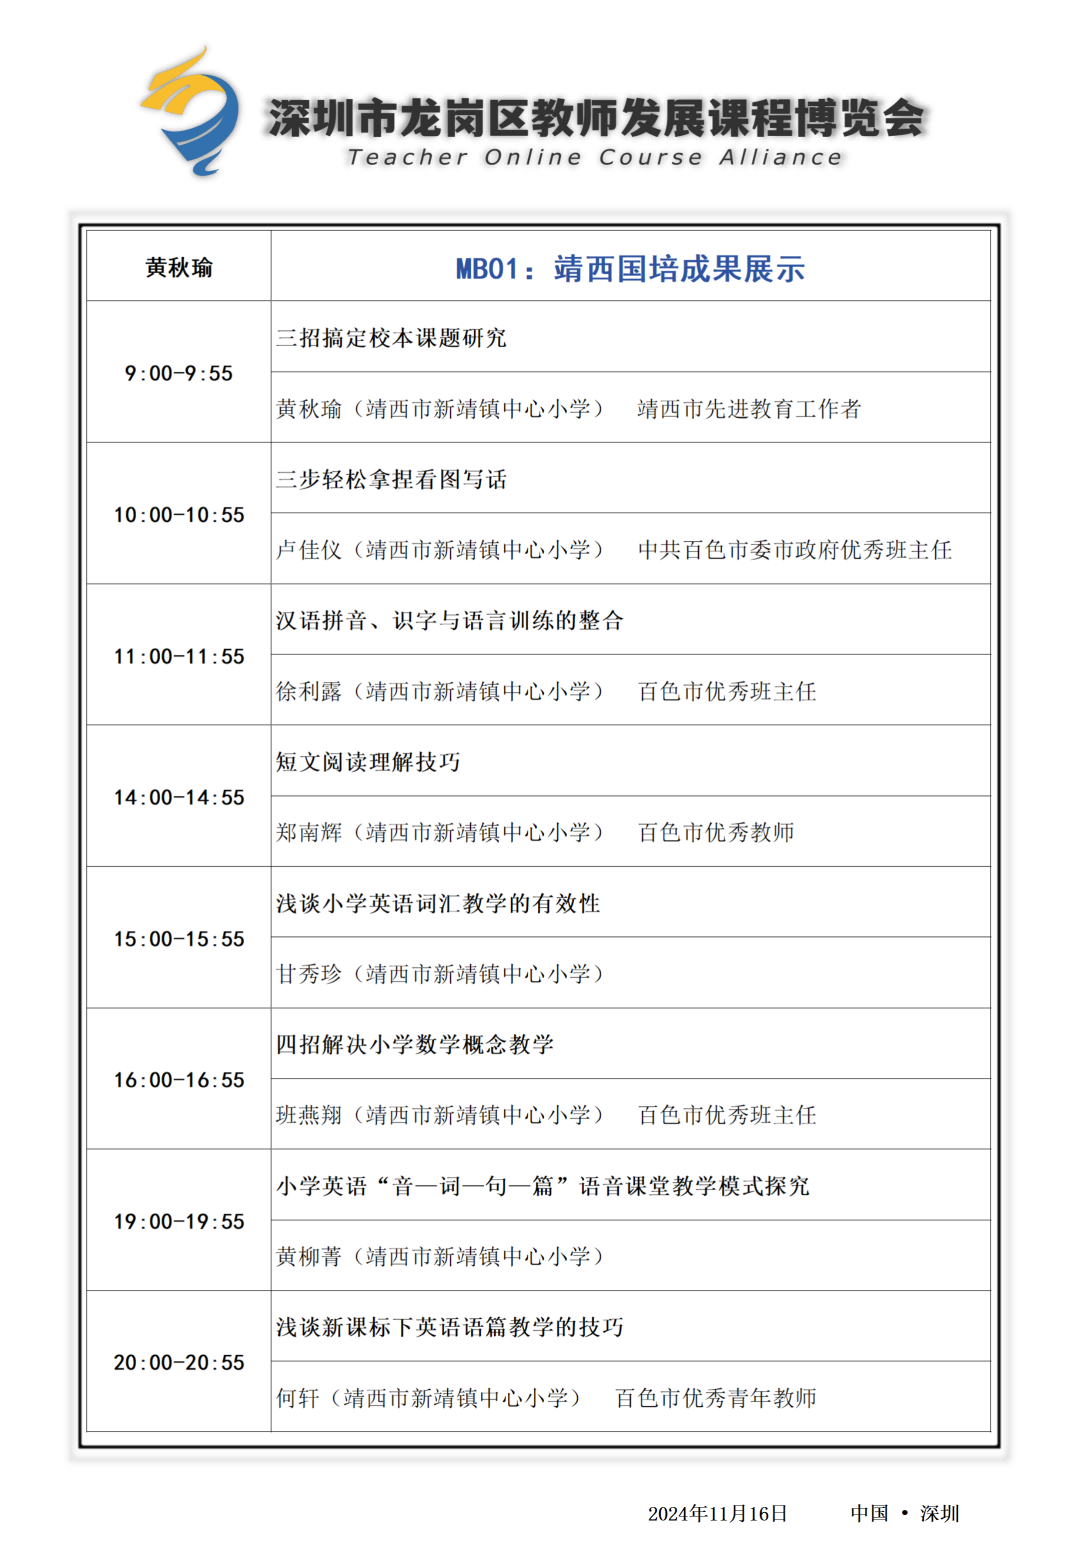 深圳市龙岗区教师发展课程博览会
Teacher Online Course Alliance
黄秋瑜
MB01：靖西国培成果展示
9:00-9:55
三招搞定校本课题研究
黄秋瑜（靖西市新靖镇中心小学） 靖西市先进教育工作者
10:00-10:55
三步轻松拿捏看图写话
卢佳仪（靖西市新靖镇中心小学） 中共百色市委市政府优秀班主任
11:00-11:55
汉语拼音、识字与语言训练的整合
徐利露（靖西市新靖镇中心小学） 百色市优秀班主任
14:00-14:55
短文阅读理解技巧
郑南辉（靖西市新靖镇中心小学） 百色市优秀教师
15:00-15:55
浅谈小学英语词汇教学的有效性
甘秀珍（靖西市新靖镇中心小学）
16:00-16:55
四招解决小学数学概念教学
班燕翔（靖西市新靖镇中心小学） 百色市优秀班主任
19:00-19:55
小学英语“音—词—句—篇”语音课堂教学模式探究
黄柳菁（靖西市新靖镇中心小学）
20:00-20:55
浅谈新课标下英语语篇教学的技巧
何轩（靖西市新靖镇中心小学） 百色市优秀青年教师
2024年11月16日 中国 • 深圳